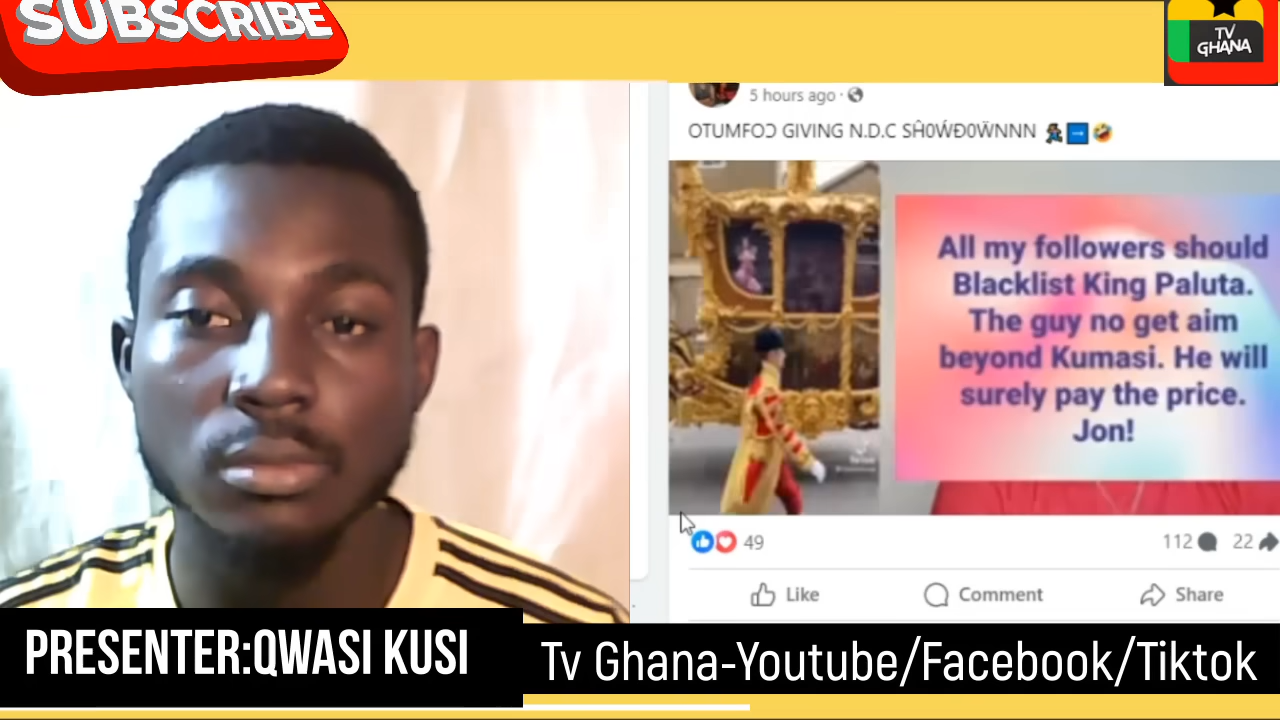 SUBSCRIBE
TV
GHANA
5 hours ago ·
OTUMFOƆ GIVING N.D.C SĤ0ẂĐ0ẄNNN
All my followers should
Blacklist King Paluta.
The guy no get aim
beyond Kumasi. He will
surely pay the price.
Jon!
49
112
22
Like
Comment
Share
PRESENTER:QWASI KUSI
Tv Ghana-Youtube/Facebook/Tiktok